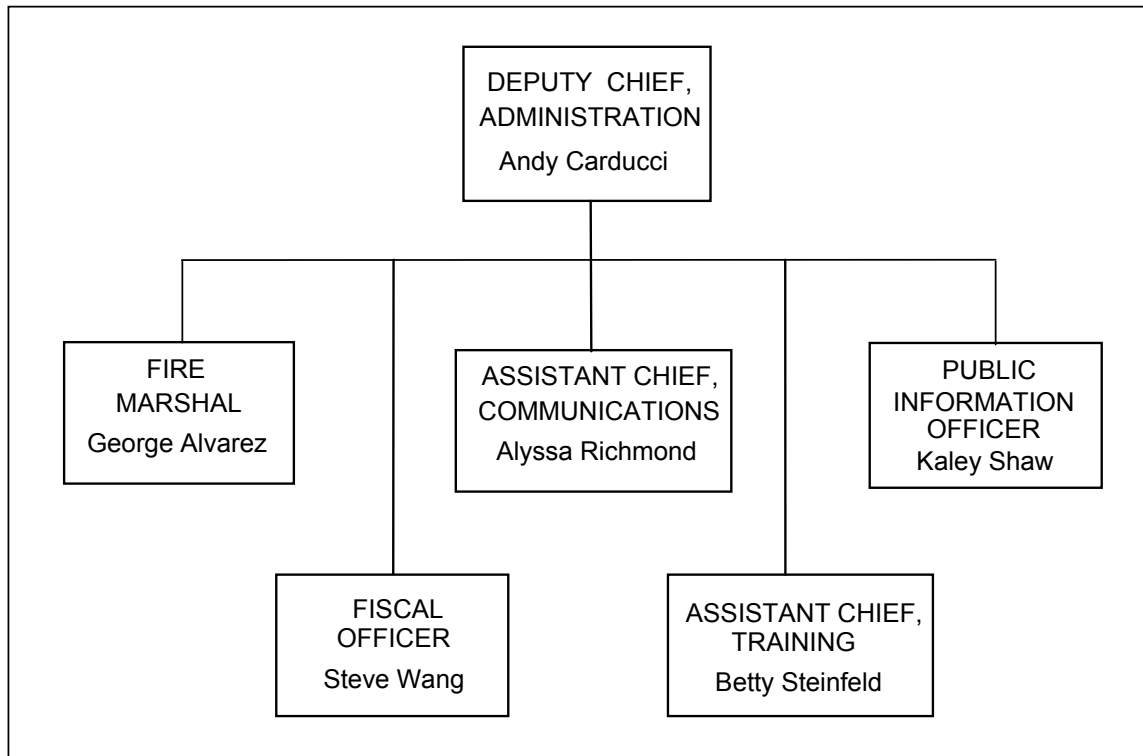 DEPUTY CHIEF,
ADMINISTRATION
Andy Carducci
FIRE
MARSHAL
George Alvarez
ASSISTANT CHIEF,
COMMUNICATIONS
Alyssa Richmond
PUBLIC
INFORMATION
OFFICER
Kaley Shaw
FISCAL
OFFICER
Steve Wang
ASSISTANT CHIEF,
TRAINING
Betty Steinfeld